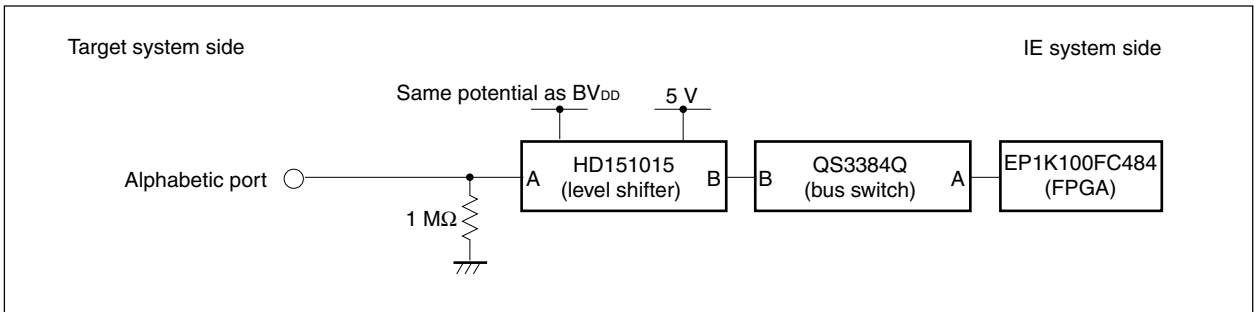 Target system side
IE system side
Same potential as BVDD
5 V
Alphabetic port
A
HD151015
(level shifter)
B
B
QS3384Q
(bus switch)
A
EP1K100FC484
(FPGA)
1 MΩ